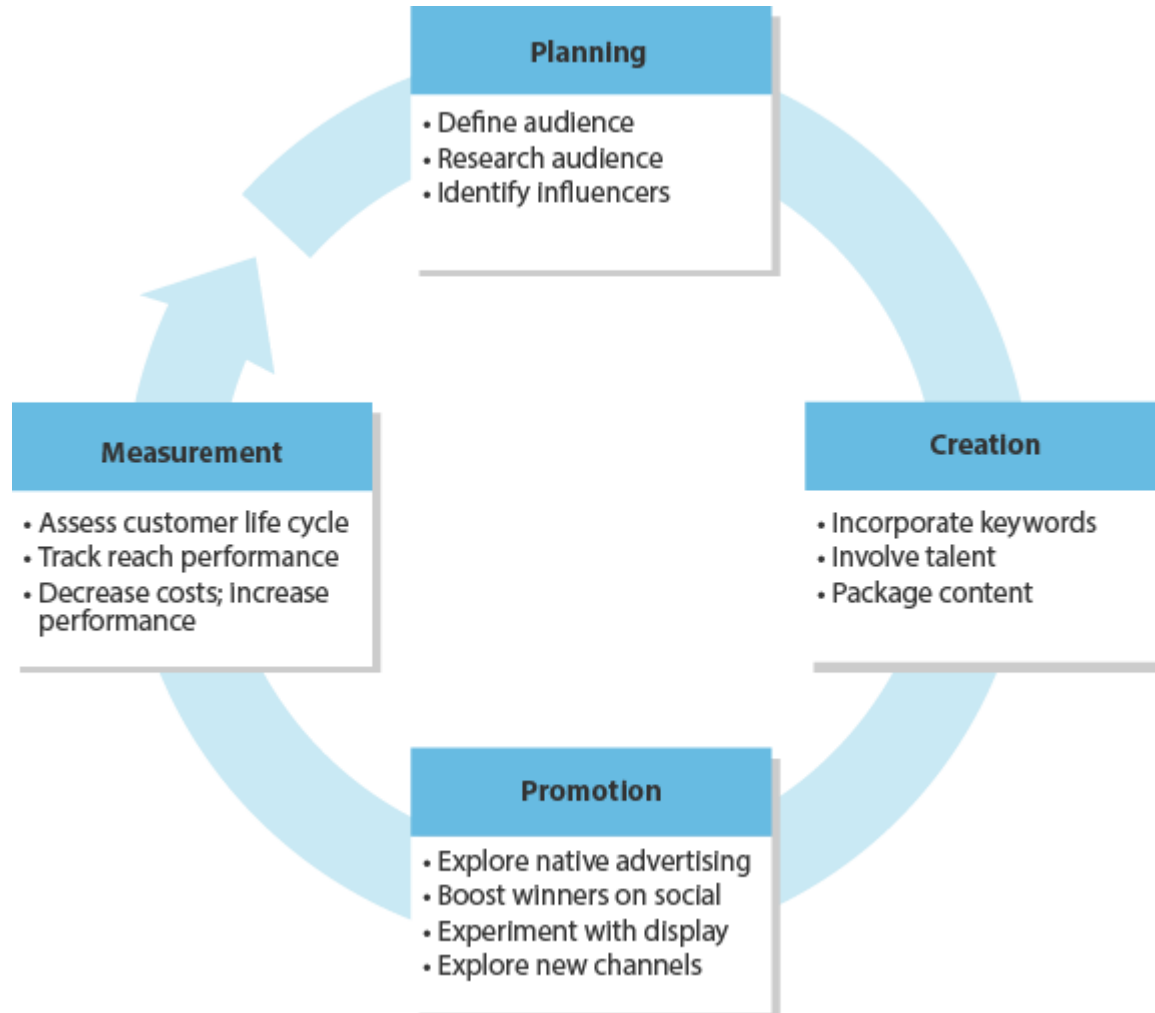 Planning
• Define audience
• Research audience
• Identify influencers
Creation
• Incorporate keywords
• Involve talent
• Package content
Promotion
• Explore native advertising
• Boost winners on social
• Experiment with display
• Explore new channels
Measurement
• Assess customer life cycle
• Track reach performance
• Decrease costs; increase
performance